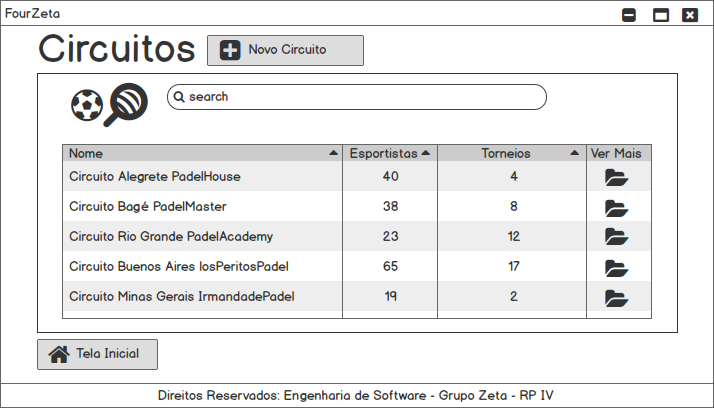 FourZeta
Circuitos
Novo Circuito
search
Nome Esportistas Torneios Ver Mais
Circuito Alegrete PadelHouse 40 4
Circuito Bagé PadelMaster 38 8
Circuito Rio Grande PadelAcademy 23 12
Circuito Buenos Aires losPeritosPadel 65 17
Circuito Minas Gerais IrmandadePadel 19 2
Tela Inicial
Direitos Reservados: Engenharia de Software - Grupo Zeta - RP IV